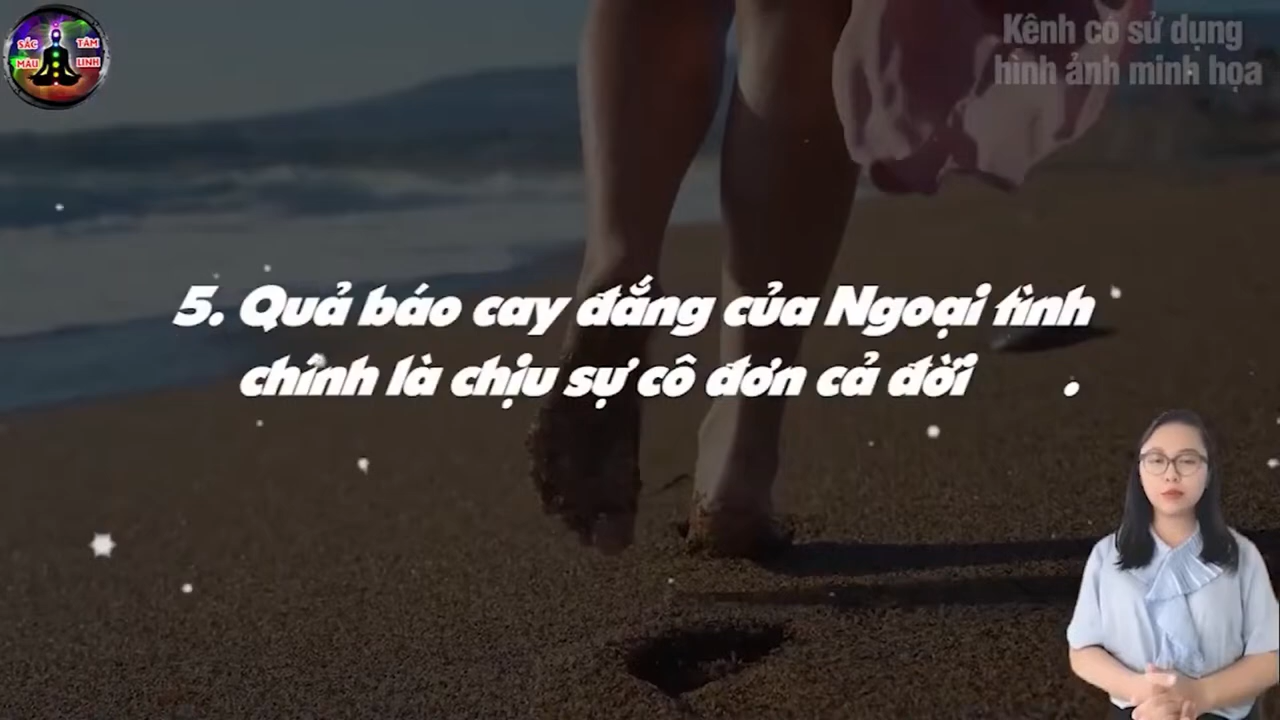 SẮC TÂM
MÀU LINH
Kênh có sử dụng
hình ảnh minh họa
5. Quả báo cay đắng của Ngoại tình
chính là chịu sự cô đơn cả đời .